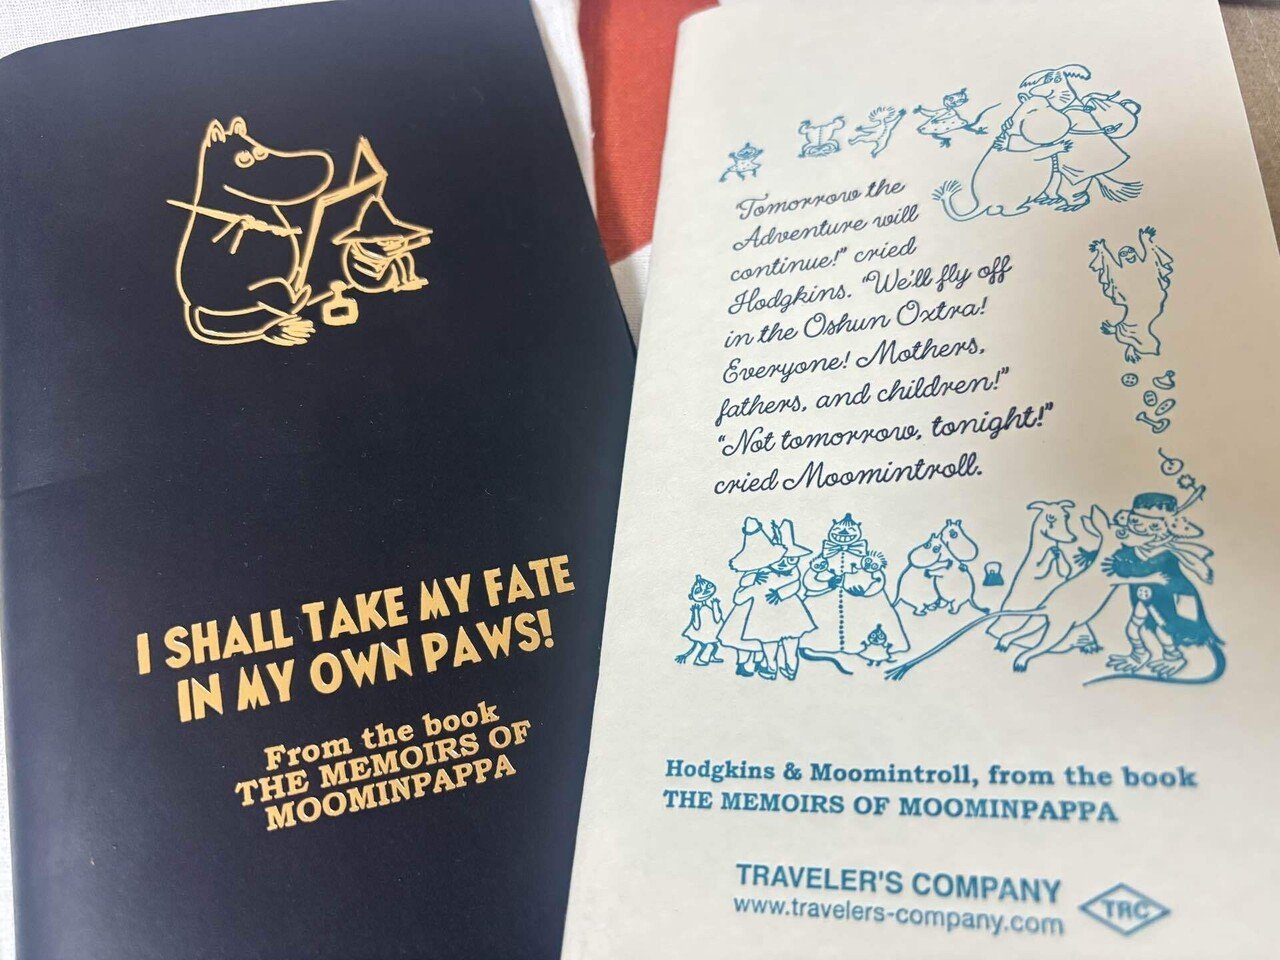 I SHALL TAKE MY FATE
IN MY OWN PAWS!
From the book
THE MEMOIRS OF
MOOMINPAPPA
"Tomorrow the
Adventure will
continue!" cried
Hodgkins. "We'll fly off
in the Oshun Oxtra!
Everyone! Mothers,
fathers, and children!"
"Not tomorrow, tonight!"
cried Moomintroll.
Hodgkins & Moomintroll, from the book
THE MEMOIRS OF MOOMINPAPPA
TRAVELER'S COMPANY
www.travelers-company.com
TRC